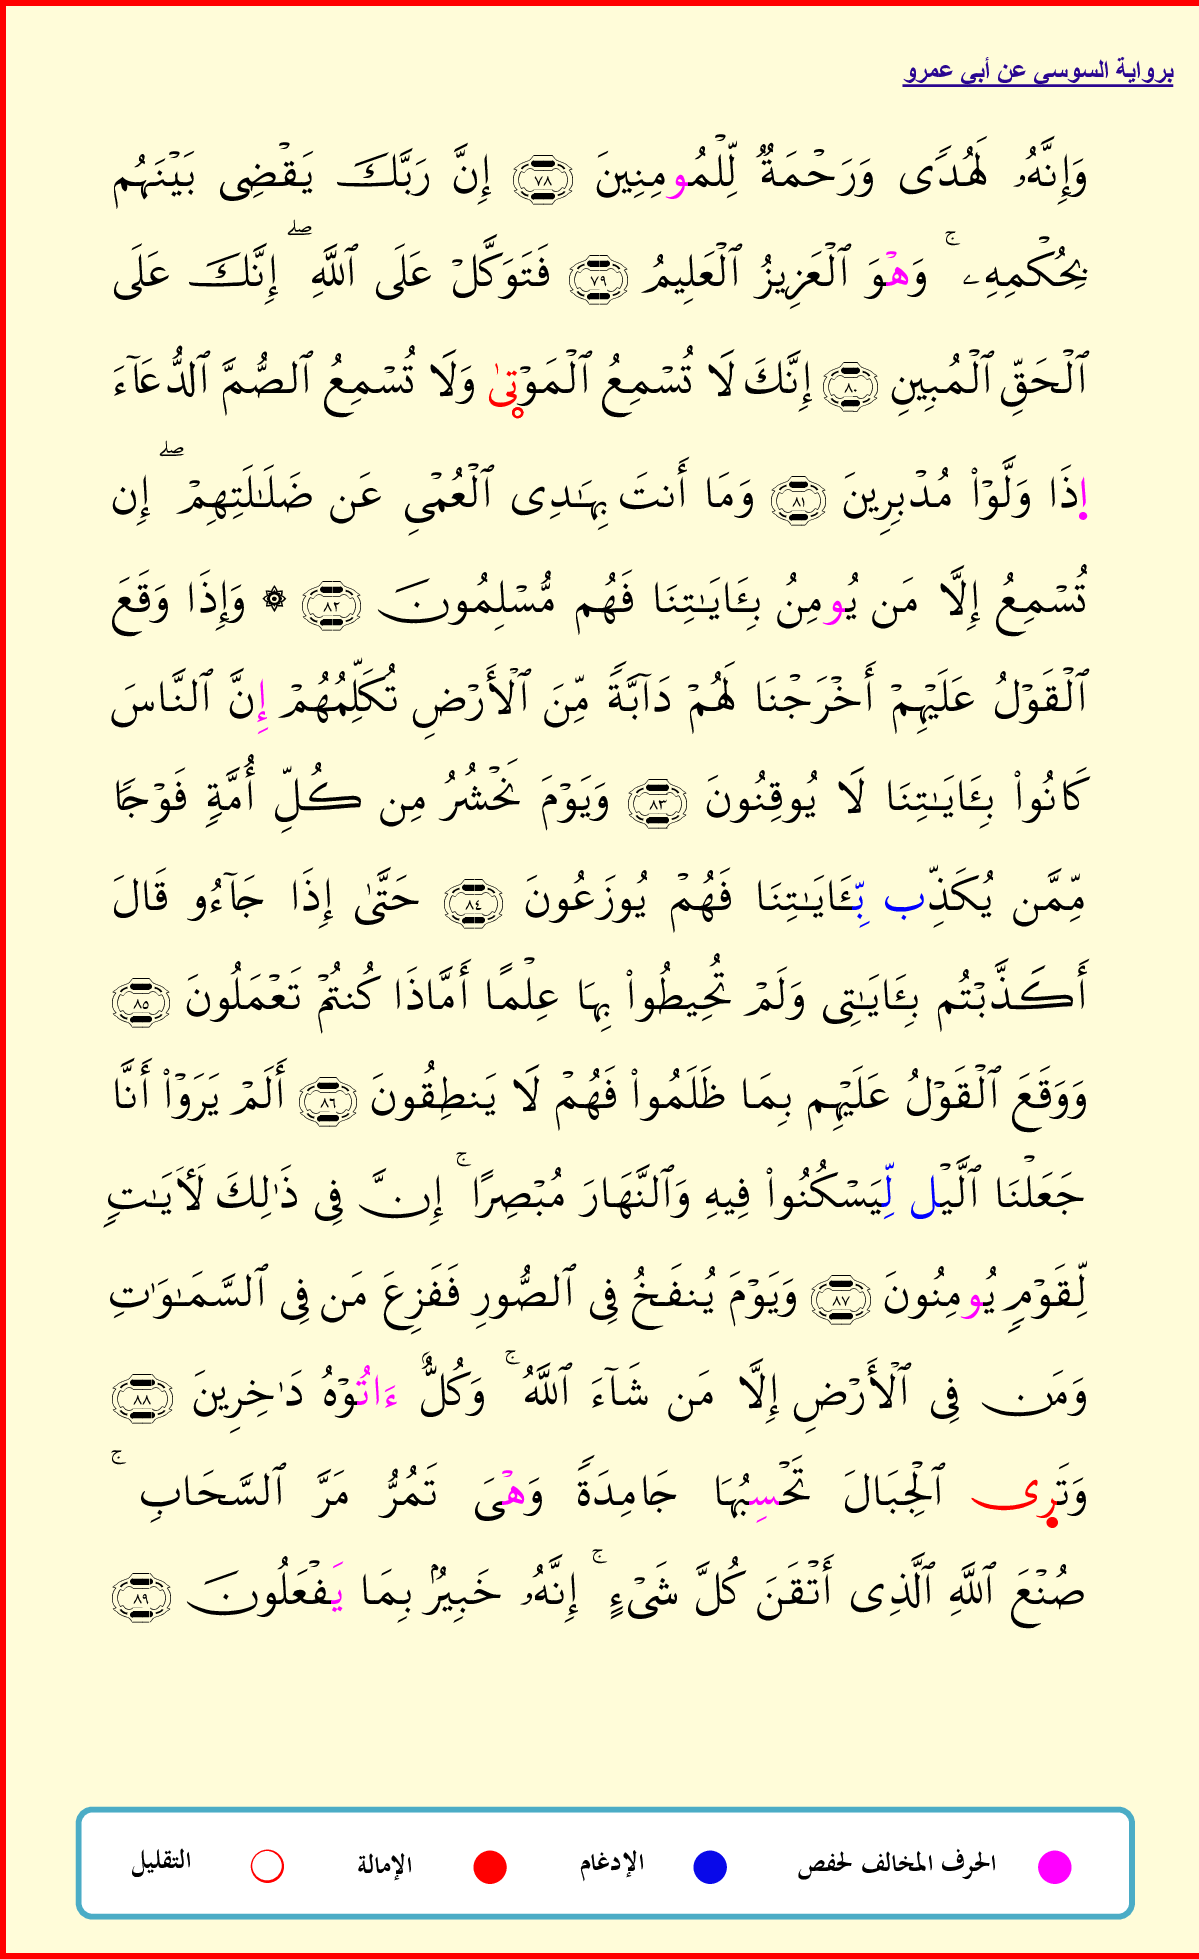 برواية السوسى عن أبى عمرو
وَإِنَّهُۥ لَهُدًى وَرَحْمَةٌ لِّلْمُومِنِينَ ٧٨ إِنَّ رَبَّكَ يَقْضِى بَيْنَهُم
بِحُكْمِهِۦ ۚ وَهْوَ ٱلْعَزِيزُ ٱلْعَلِيمُ ٧٩ فَتَوَكَّلْ عَلَى ٱللَّهِ ۖ إِنَّكَ عَلَى
ٱلْحَقِّ ٱلْمُبِينِ ٨٠ إِنَّكَ لَا تُسْمِعُ ٱلْمَوْتىٰ وَلَا تُسْمِعُ ٱلصُّمَّ ٱلدُّعَآءَ
اِذَا وَلَّوْا۟ مُدْبِرِينَ ٨١ وَمَا أَنتَ بِهَـٰدِى ٱلْعُمْىِ عَن ضَلَـٰلَتِهِمْ ۖ إِن
تُسْمِعُ إِلَّا مَن يُومِنُ بِـَٔايَـٰتِنَا فَهُم مُّسْلِمُونَ ٨٢ ۞ وَإِذَا وَقَعَ
ٱلْقَوْلُ عَلَيْهِمْ أَخْرَجْنَا لَهُمْ دَآبَّةً مِّنَ ٱلْأَرْضِ تُكَلِّمُهُمْ إِنَّ ٱلنَّاسَ
كَانُوا۟ بِـَٔايَـٰتِنَا لَا يُوقِنُونَ ٨٣ وَيَوْمَ نَحْشُرُ مِن كُلِّ أُمَّةٍ فَوْجًا
مِّمَّن يُكَذِّب بِّـَٔايَـٰتِنَا فَهُمْ يُوزَعُونَ ٨٤ حَتَّىٰ إِذَا جَآءُو قَالَ
أَكَذَّبْتُم بِـَٔايَـٰتِى وَلَمْ تُحِيطُوا۟ بِهَا عِلْمًا أَمَّاذَا كُنتُمْ تَعْمَلُونَ ٨٥
وَوَقَعَ ٱلْقَوْلُ عَلَيْهِم بِمَا ظَلَمُوا۟ فَهُمْ لَا يَنطِقُونَ ٨٦ أَلَمْ يَرَوْا۟ أَنَّا
جَعَلْنَا ٱلَّيْل لِّيَسْكُنُوا۟ فِيهِ وَٱلنَّهَارَ مُبْصِرًا ۚ إِنَّ فِى ذَٰلِكَ لَـَٔايَـٰتٍ
لِّقَوْمٍ يُومِنُونَ ٨٧ وَيَوْمَ يُنفَخُ فِى ٱلصُّورِ فَفَزِعَ مَن فِى ٱلسَّمَـٰوَٰتِ
وَمَن فِى ٱلْأَرْضِ إِلَّا مَن شَآءَ ٱللَّهُ ۚ وَكُلٌّ ءَاتُوْهُ دَٰخِرِينَ ٨٨
وَتَرِى ٱلْجِبَالَ تَحْسِبُهَا جَامِدَةً وَهْىَ تَمُرُّ مَرَّ ٱلسَّحَابِ ۚ
صُنْعَ ٱللَّهِ ٱلَّذِى أَتْقَنَ كُلَّ شَىْءٍ ۚ إِنَّهُۥ خَبِيرٌۢ بِمَا يَفْعَلُونَ ٨٩
الحرف المخالف لحفص الإدغام الإمالة التقليل